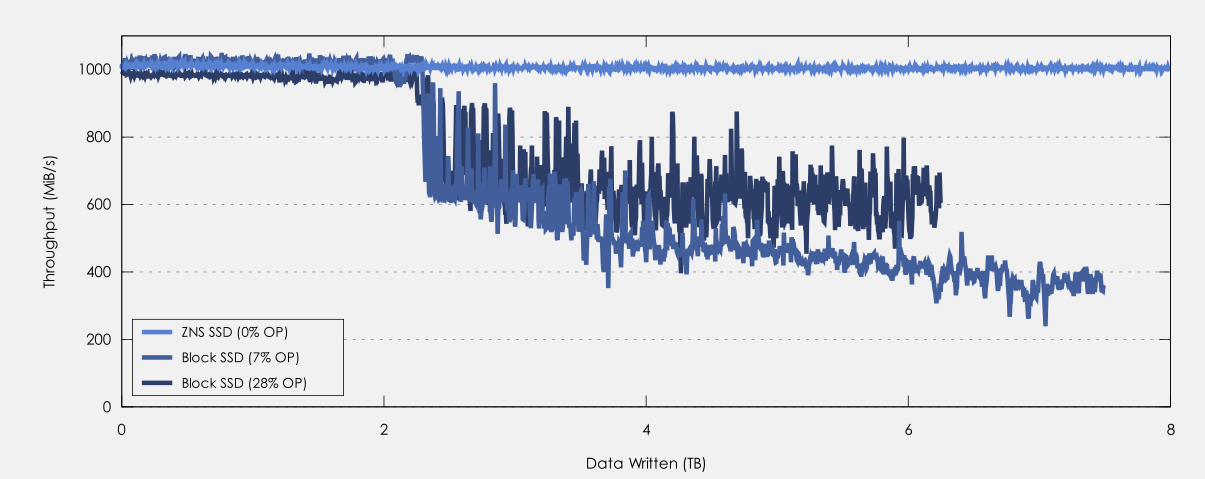 1000
800
600
400
200
0
Throughput (MiB/s)
ZNS SSD (0% OP)
Block SSD (7% OP)
Block SSD (28% OP)
0 2 4 6 8
Data Written (TB)